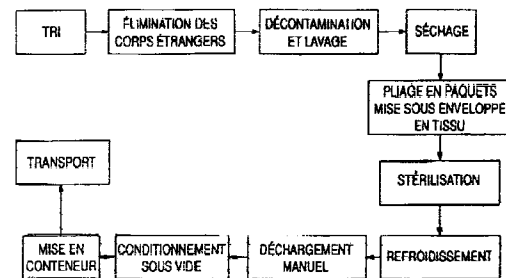 TRI
ÉLIMINATION DES
CORPS ÉTRANGERS
DÉCONTAMINATION
ET LAVAGE
SÉCHAGE
PLIAGE EN PAQUETS
MISE SOUS ENVELOPPE
EN TISSU
STÉRILISATION
REFROIDISSEMENT
DÉCHARGEMENT
MANUEL
CONDITIONNEMENT
SOUS VIDE
MISE EN
CONTENEUR
TRANSPORT